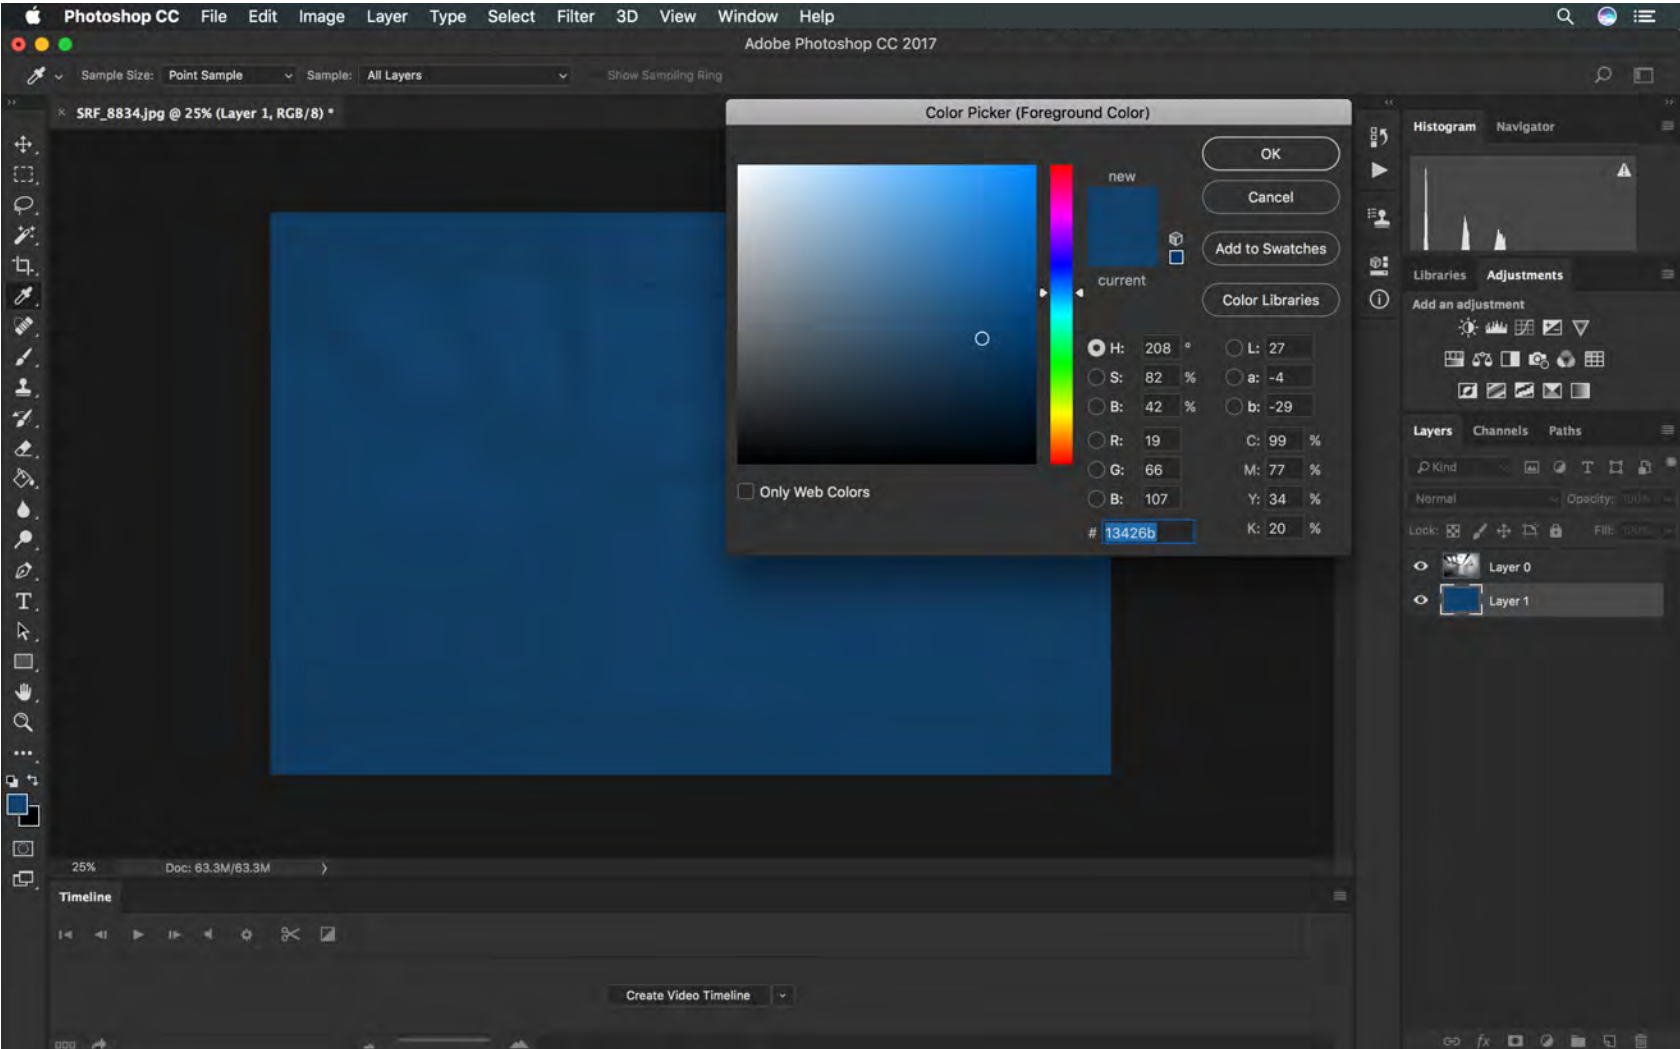 Photoshop CC File Edit Image Layer Type Select Filter 3D View Window Help
Adobe Photoshop CC 2017
Sample Size: Point Sample Sample: All Layers Show Sampling Ring
× SRF_8834.jpg @ 25% (Layer 1, RGB/8) *
Color Picker (Foreground Color)
new
current
OK
Cancel
Add to Swatches
Color Libraries
H: 208 ° L: 27
S: 82 % a: -4
B: 42 % b: -29
R: 19 C: 99 %
G: 66 M: 77 %
B: 107 Y: 34 %
# 13426b K: 20 %
Only Web Colors
Histogram Navigator
Libraries Adjustments
Add an adjustment
Layers Channels Paths
Kind
Normal Opacity: 100%
Lock: Fill: 100%
Layer 0
Layer 1
25% Doc: 63.3M/63.3M
Timeline
Create Video Timeline
fx